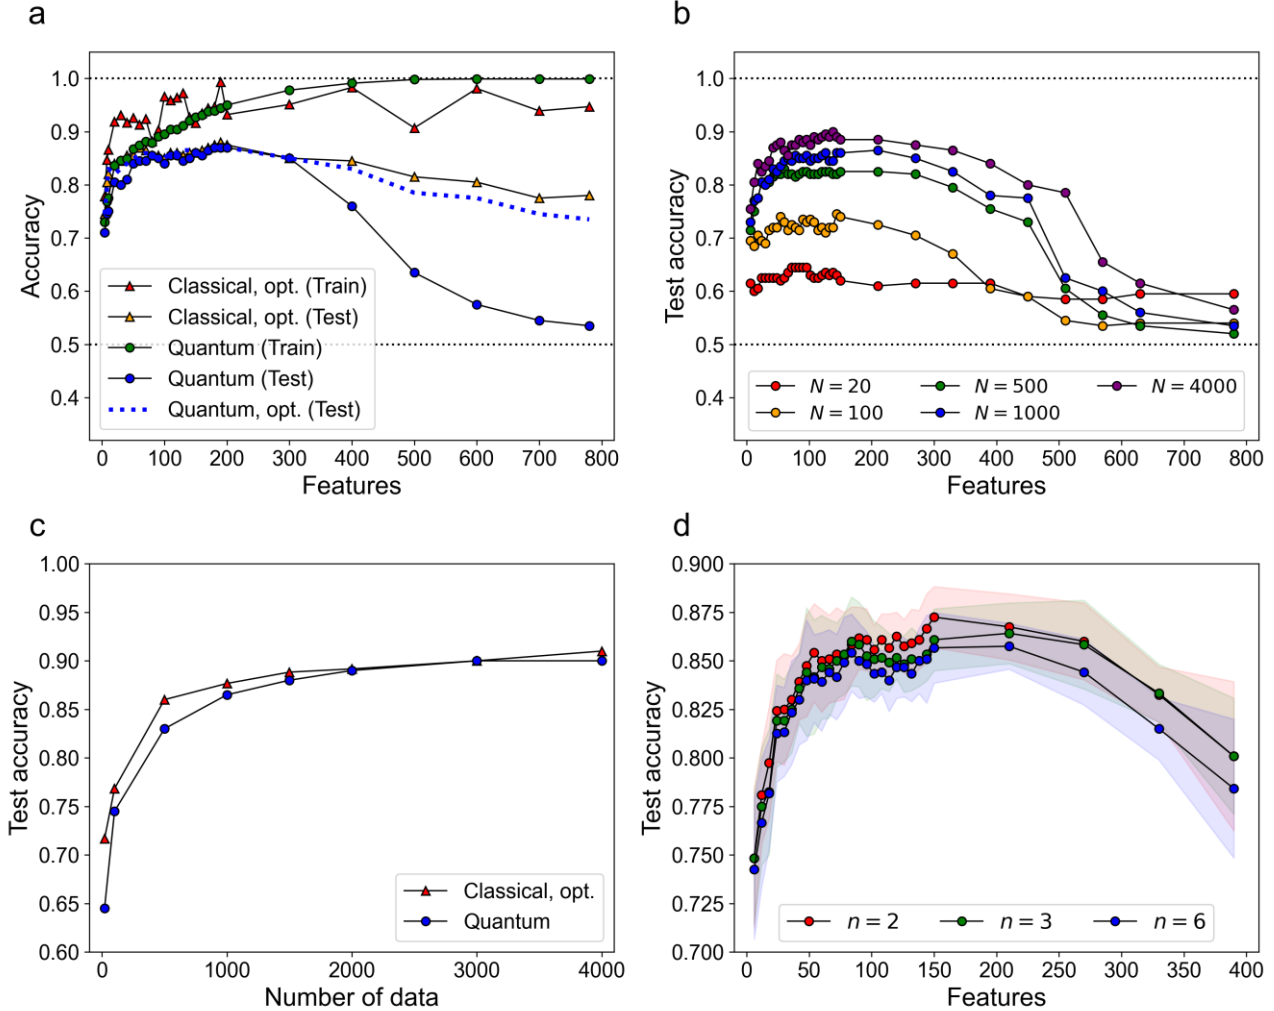 a
1.0
0.9
0.8
0.7
0.6
0.5
0.4
Accuracy
Classical, opt. (Train)
Classical, opt. (Test)
Quantum (Train)
Quantum (Test)
Quantum, opt. (Test)
0 100 200 300 400 500 600 700 800
Features
b
1.0
0.9
0.8
0.7
0.6
0.5
0.4
Test accuracy
N = 20 N = 500 N = 4000
N = 100 N = 1000
0 100 200 300 400 500 600 700 800
Features
c
1.00
0.95
0.90
0.85
0.80
0.75
0.70
0.65
0.60
Test accuracy
Classical, opt.
Quantum
0 1000 2000 3000 4000
Number of data
d
0.900
0.875
0.850
0.825
0.800
0.775
0.750
0.725
0.700
Test accuracy
n = 2 n = 3 n = 6
0 50 100 150 200 250 300 350 400
Features